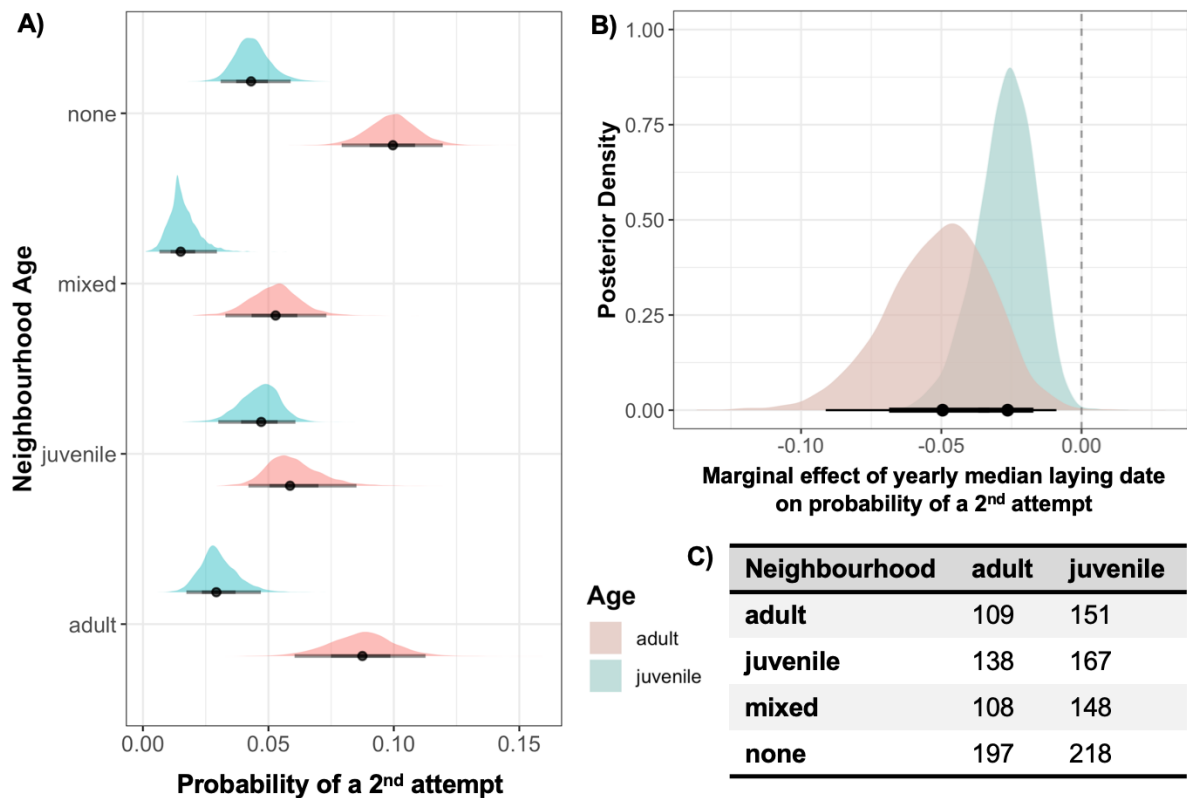 A)
Neighbourhood Age
none
mixed
juvenile
adult
0.00 0.05 0.10 0.15
Probability of a 2nd attempt
B)
Posterior Density
1.00
0.75
0.50
0.25
0.00
-0.10 -0.05 0.00
Marginal effect of yearly median laying date
on probability of a 2nd attempt
Age
adult
juvenile
C)
Neighbourhood adult juvenile
adult 109 151
juvenile 138 167
mixed 108 148
none 197 218